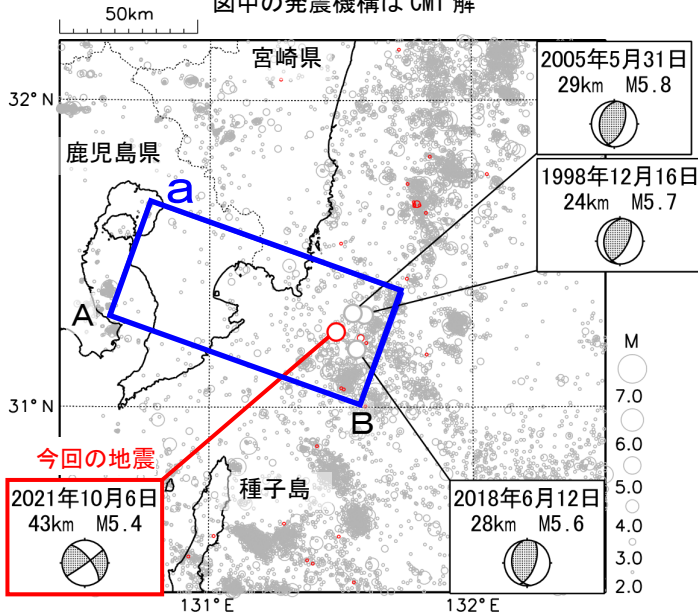 図中の発震機構は CMT 解
50km
宮崎県
2005年5月31日
29km M5.8
32°N
鹿児島県
1998年12月16日
24km M5.7
a
A
M
7.0
6.0
5.0
4.0
3.0
2.0
31°N
B
今回の地震
2021年10月6日
43km M5.4
種子島
2018年6月12日
28km M5.6
131°E
132°E